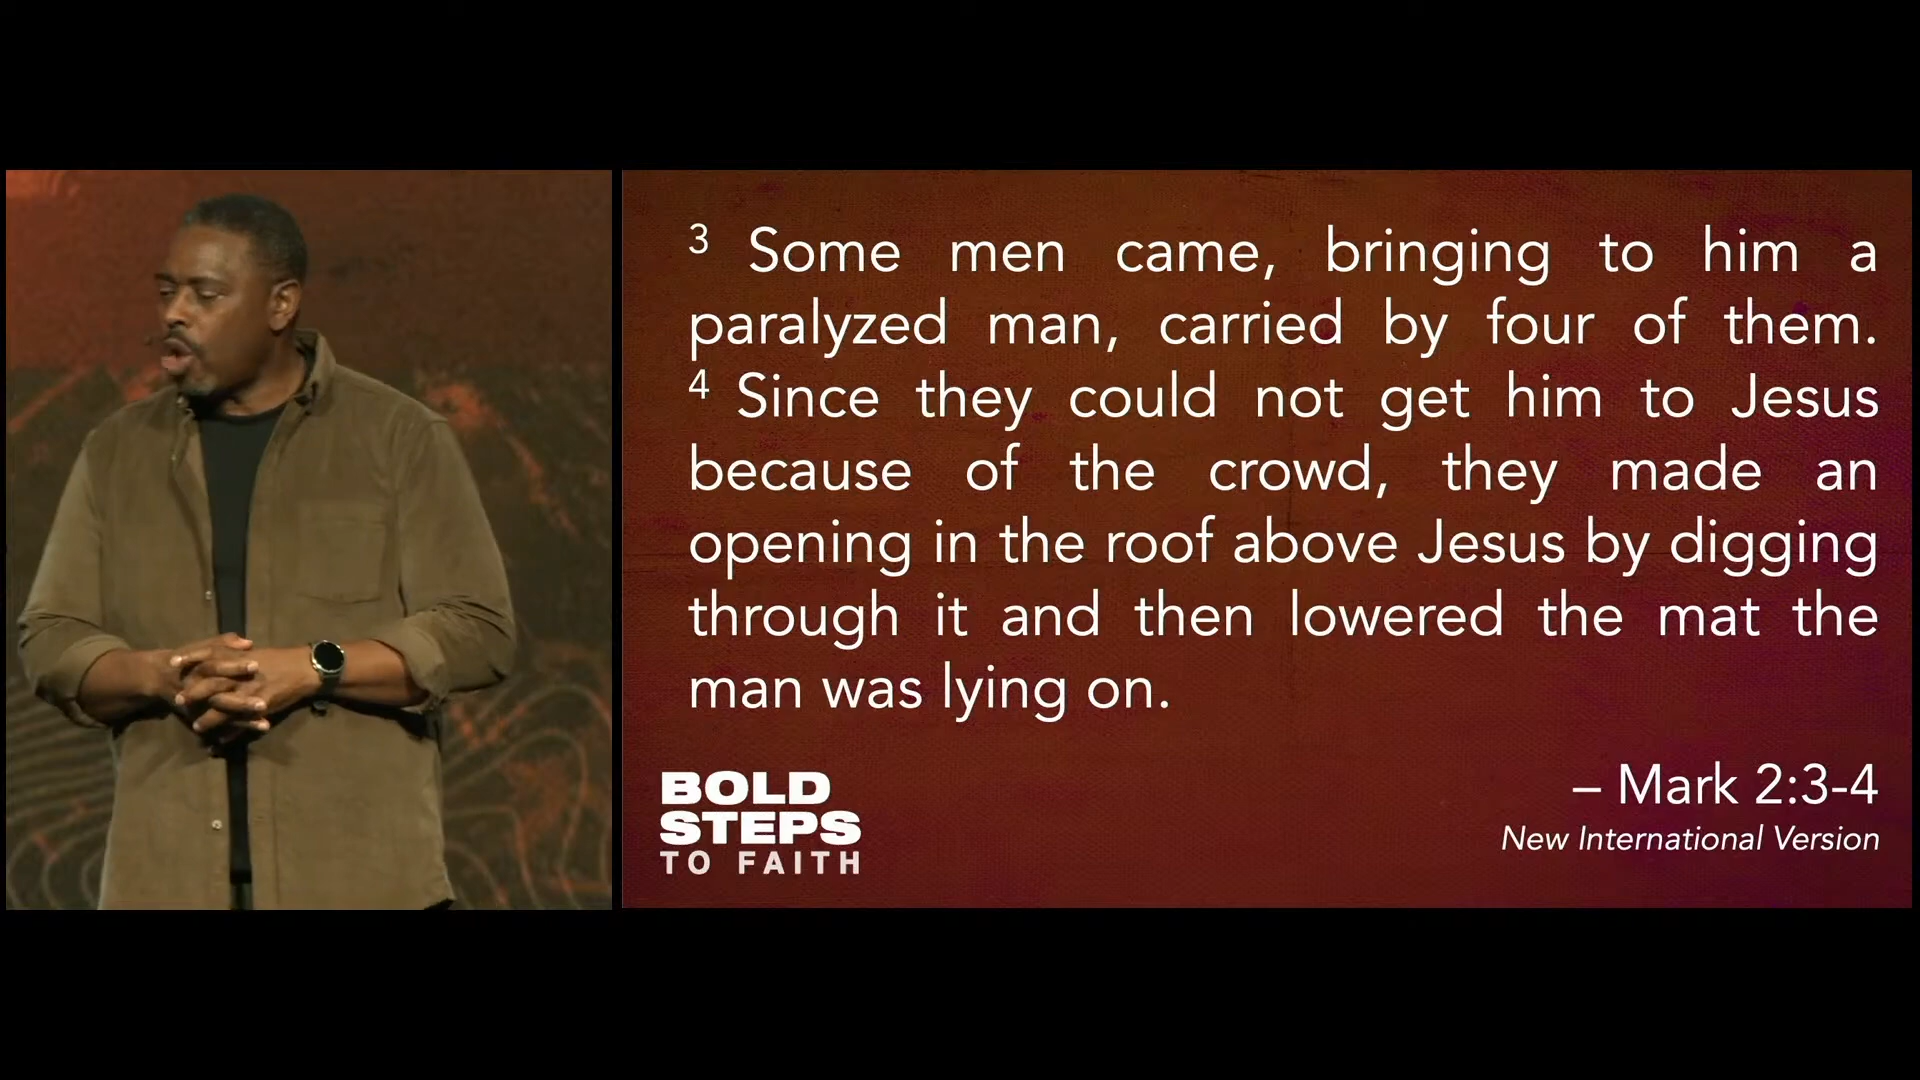 3 Some men came, bringing to him a
paralyzed man, carried by four of them.
4 Since they could not get him to Jesus
because of the crowd, they made an
opening in the roof above Jesus by digging
through it and then lowered the mat the
man was lying on.
– Mark 2:3-4
New International Version
BOLD
STEPS
TO FAITH